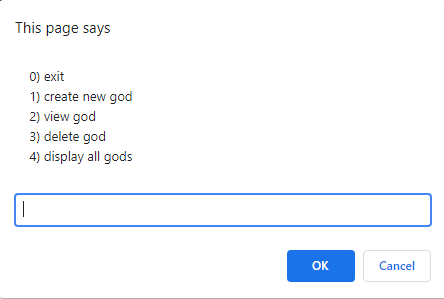 This page says
0) exit
1) create new god
2) view god
3) delete god
4) display all gods
OK
Cancel